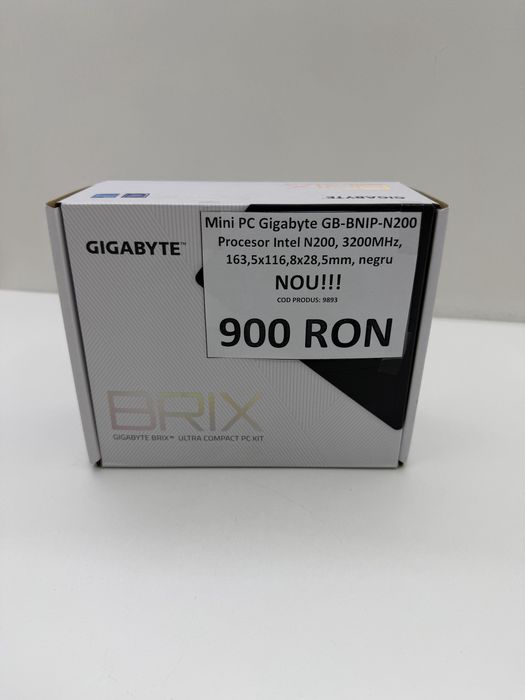 GIGABYTE
GIGABYTE™
Mini PC Gigabyte GB-BNIP-N200
Procesor Intel N200, 3200MHz,
163,5x116,8x28,5mm, negru
NOU!!!
COD PRODUS: 9893
900 RON
BRIX
GIGABYTE BRIX™ ULTRA COMPACT PC KIT